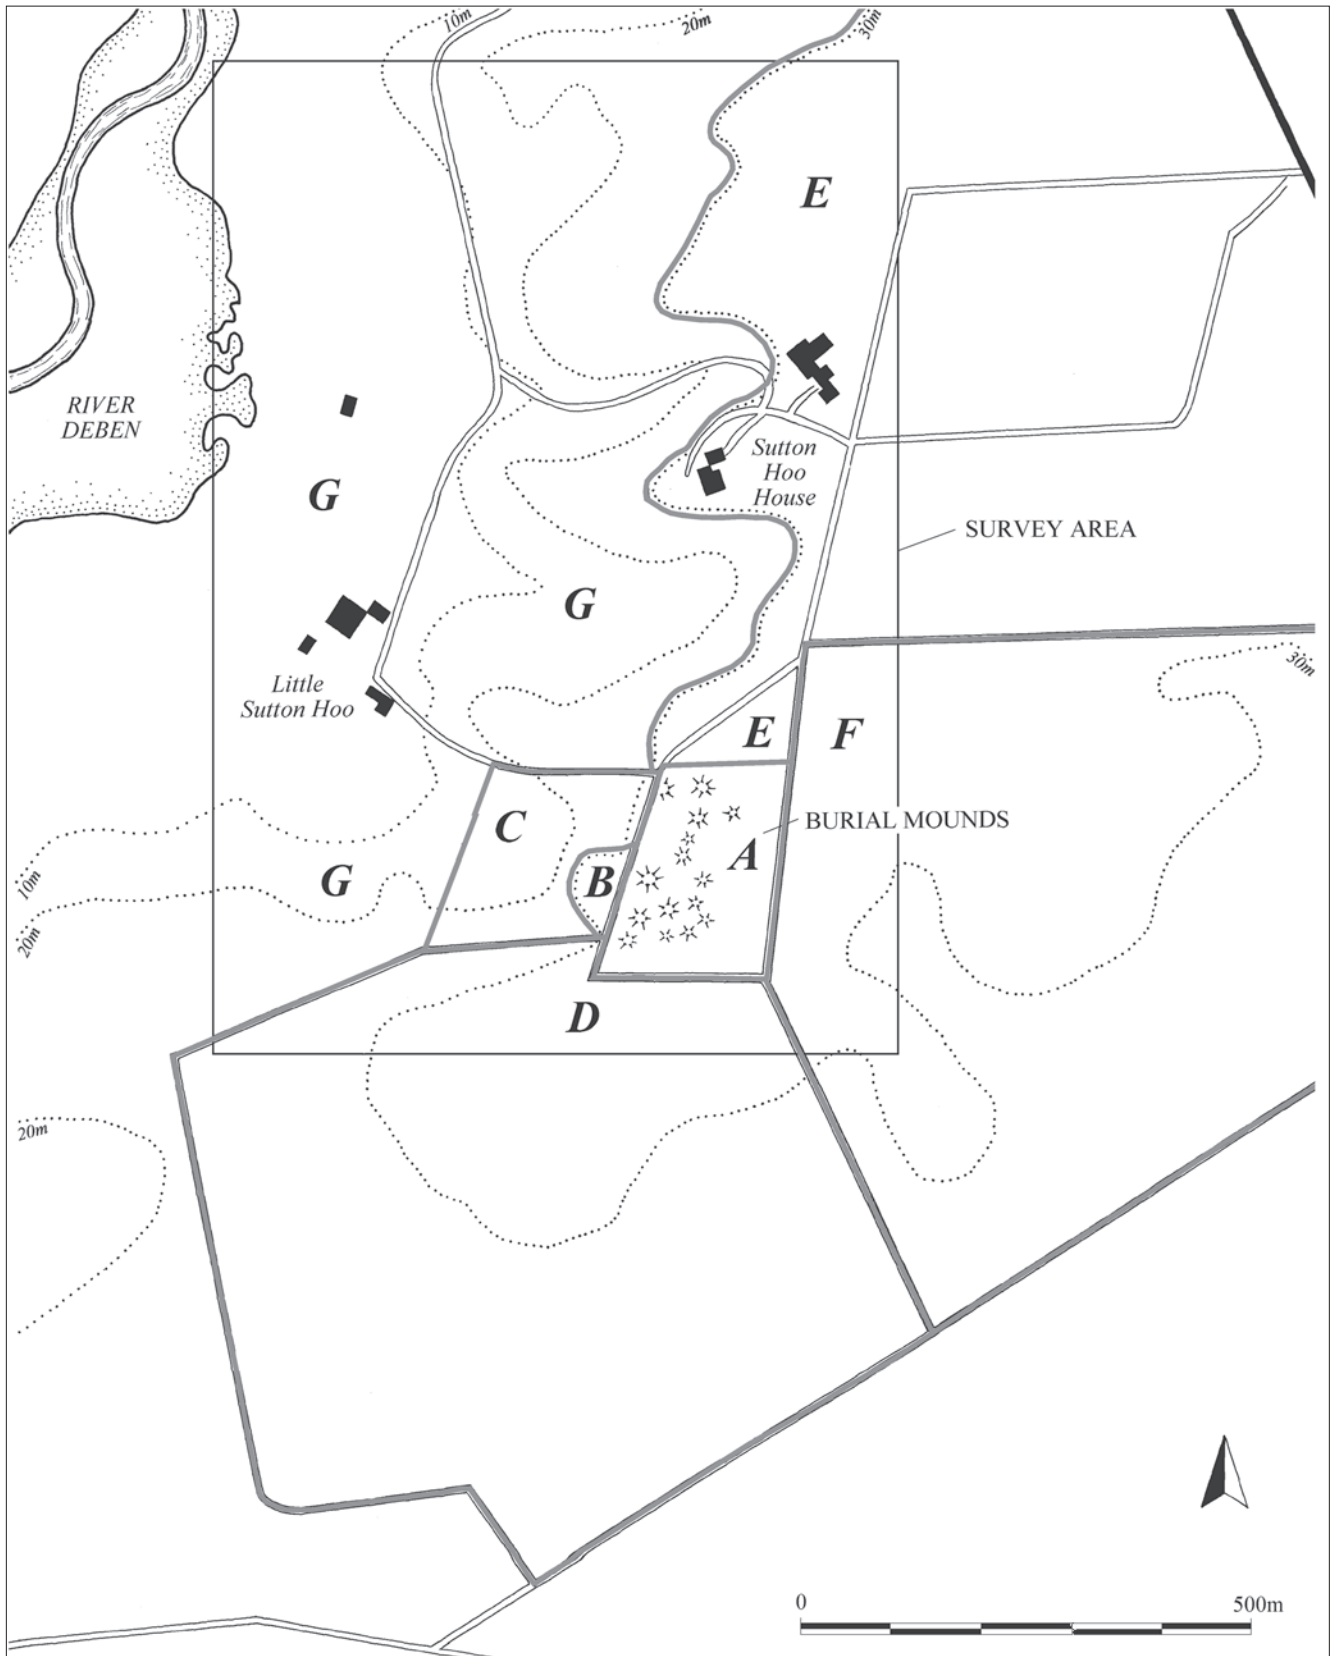 10m
20m
30m
E
RIVER
DEBEN
Sutton
Hoo
House
G
SURVEY AREA
G
30m
Little
Sutton Hoo
E
F
C
BURIAL MOUNDS
A
G
B
10m
20m
D
20m
0
500m